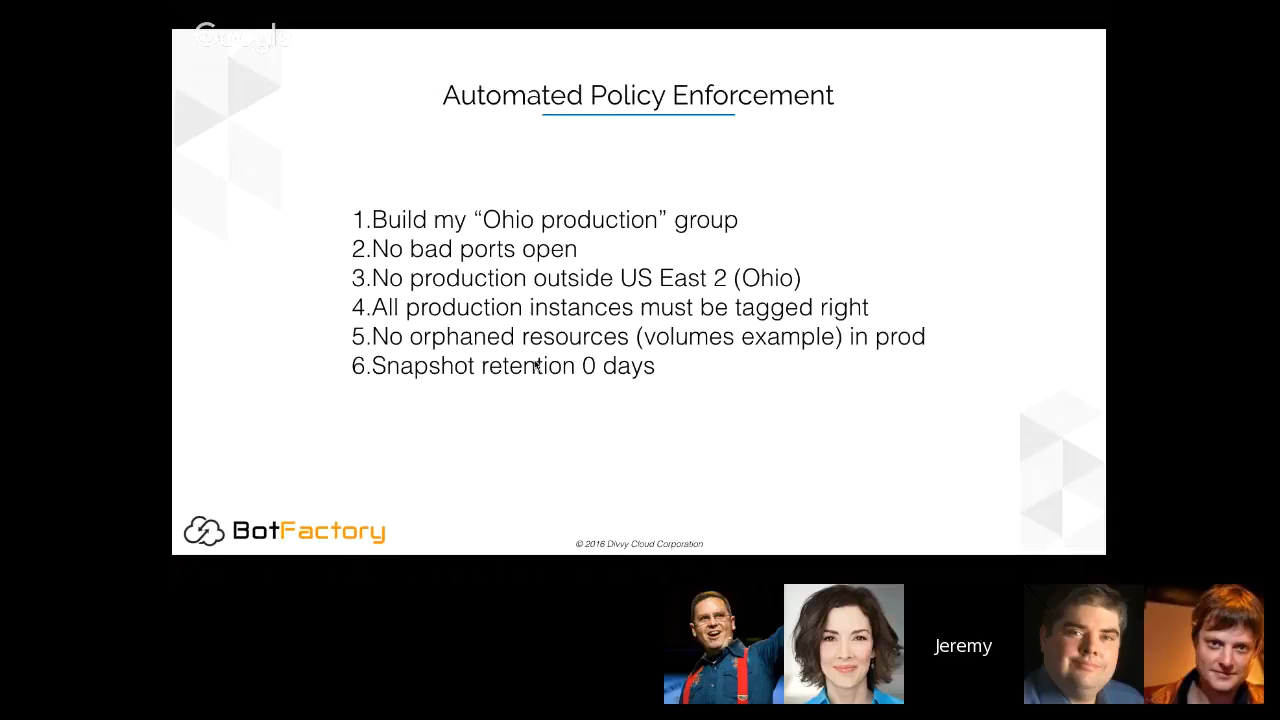 Google
Automated Policy Enforcement
1.Build my “Ohio production” group
2.No bad ports open
3.No production outside US East 2 (Ohio)
4.All production instances must be tagged right
5.No orphaned resources (volumes example) in prod
6.Snapshot retention 0 days
BotFactory
© 2016 Divvy Cloud Corporation
Jeremy